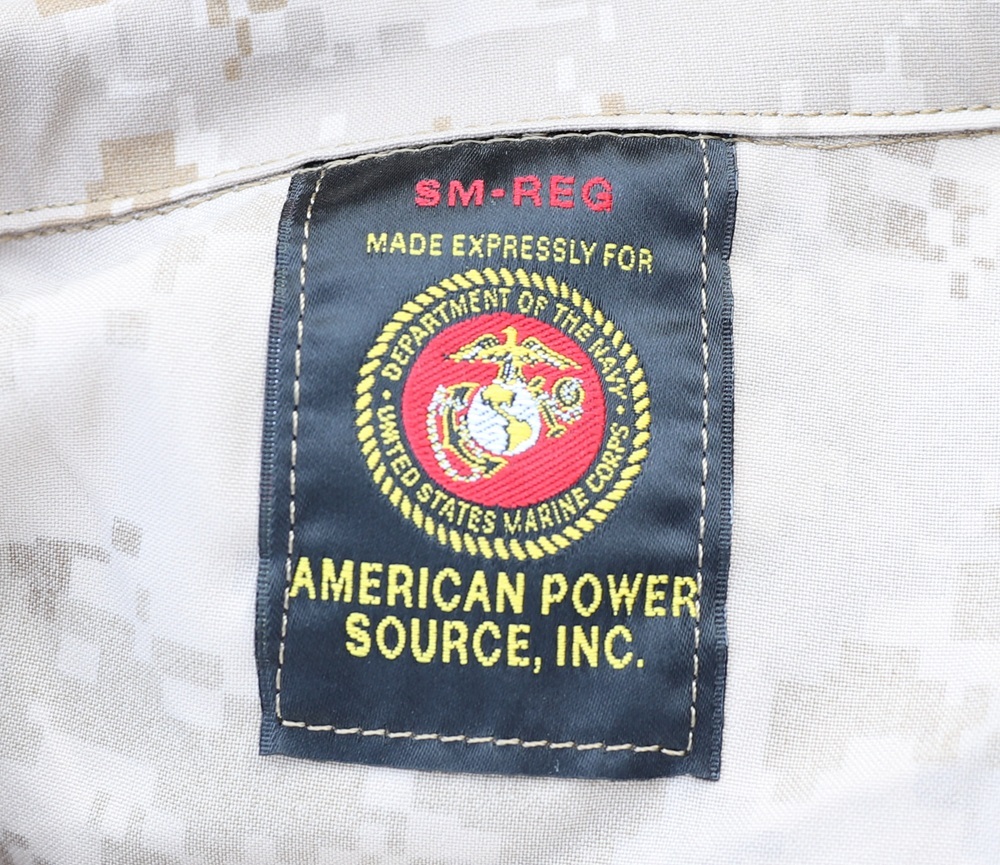 SM-REG
MADE EXPRESSLY FOR
DEPARTMENT OF THE NAVY
• UNITED STATES MARINE CORPS •
AMERICAN POWER
SOURCE, INC.